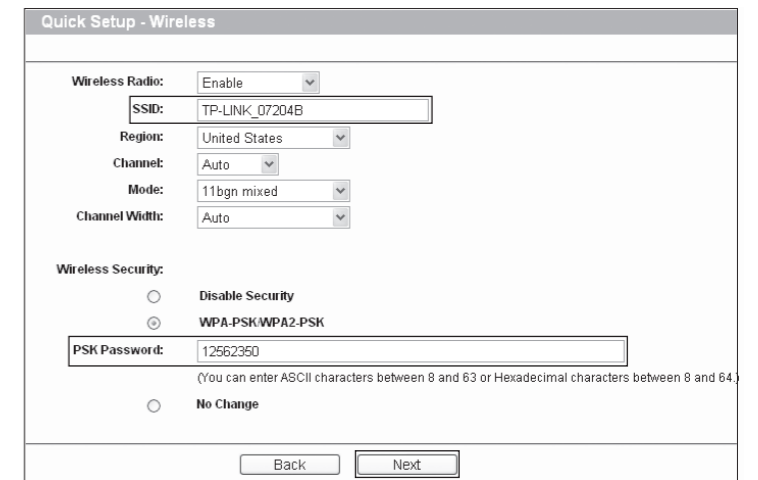 Quick Setup - Wireless
Wireless Radio: Enable
SSID: TP-LINK_07204B
Region: United States
Channel: Auto
Mode: 11bgn mixed
Channel Width: Auto
Wireless Security:
Disable Security
WPA-PSK/WPA2-PSK
PSK Password: 12562350
(You can enter ASCII characters between 8 and 63 or Hexadecimal characters between 8 and 64.)
No Change
Back Next